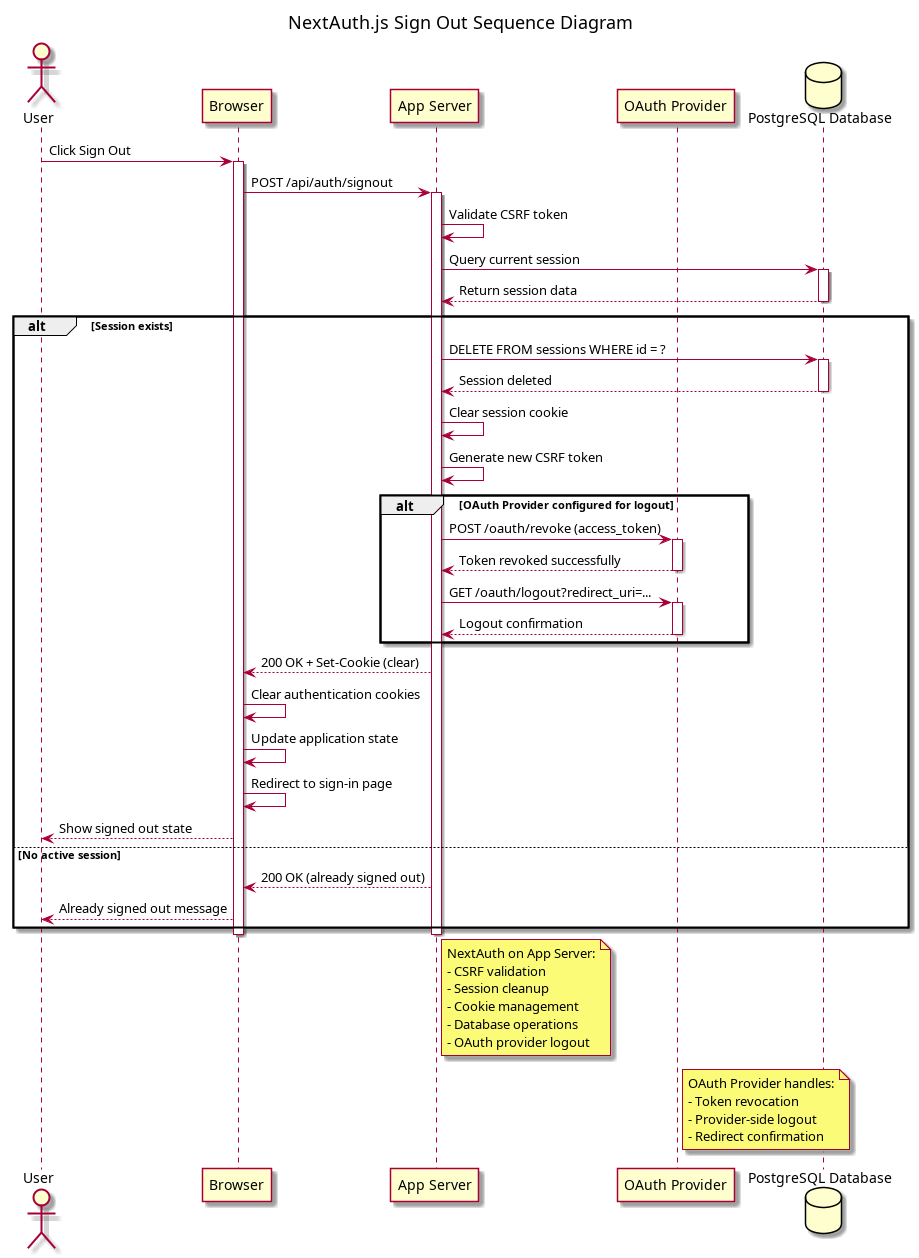 NextAuth.js Sign Out Sequence Diagram
User
Browser
App Server
OAuth Provider
PostgreSQL Database
Click Sign Out
POST /api/auth/signout
Validate CSRF token
Query current session
Return session data
alt [Session exists]
DELETE FROM sessions WHERE id = ?
Session deleted
Clear session cookie
Generate new CSRF token
alt [OAuth Provider configured for logout]
POST /oauth/revoke (access_token)
Token revoked successfully
GET /oauth/logout?redirect_uri=...
Logout confirmation
200 OK + Set-Cookie (clear)
Clear authentication cookies
Update application state
Redirect to sign-in page
Show signed out state
[No active session]
200 OK (already signed out)
Already signed out message
NextAuth on App Server:
- CSRF validation
- Session cleanup
- Cookie management
- Database operations
- OAuth provider logout
OAuth Provider handles:
- Token revocation
- Provider-side logout
- Redirect confirmation
User
Browser
App Server
OAuth Provider
PostgreSQL Database